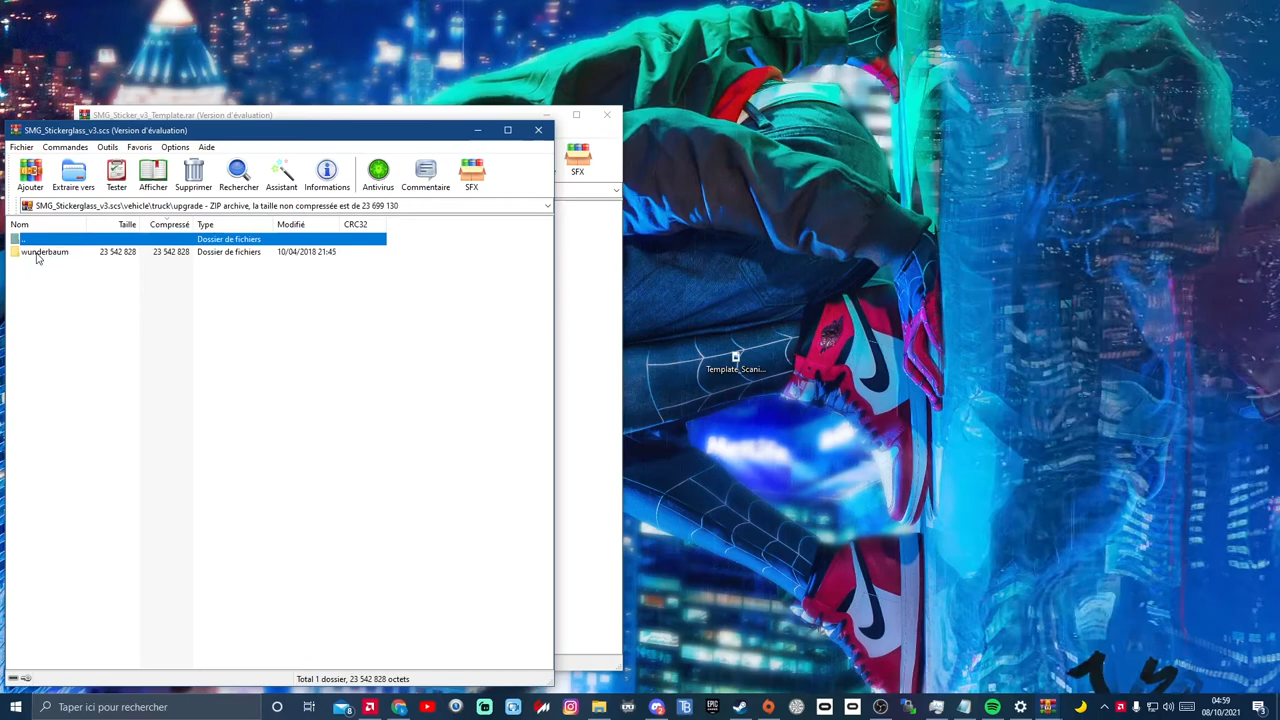 SMG_Sticker_v3_Template.rar (Version d'évaluation)
SMG_Stickerglass_v3.scs (Version d'évaluation)
Fichier Commandes Outils Favoris Options Aide
Ajouter Extraire vers Tester Afficher Supprimer Rechercher Assistant Informations Antivirus Commentaire SFX
SFX
SMG_Stickerglass_v3.scs\vehicle\truck\upgrade - ZIP archive, la taille non compressée est de 23 699 130
Nom Taille Compressé Type Modifié CRC32
.. Dossier de fichiers
wunderbaum 23 542 828 23 542 828 Dossier de fichiers 10/04/2018 21:45
Template_Scani...
Total 1 dossier, 23 542 828 octets
Taper ici pour rechercher
04:59
08/10/2021